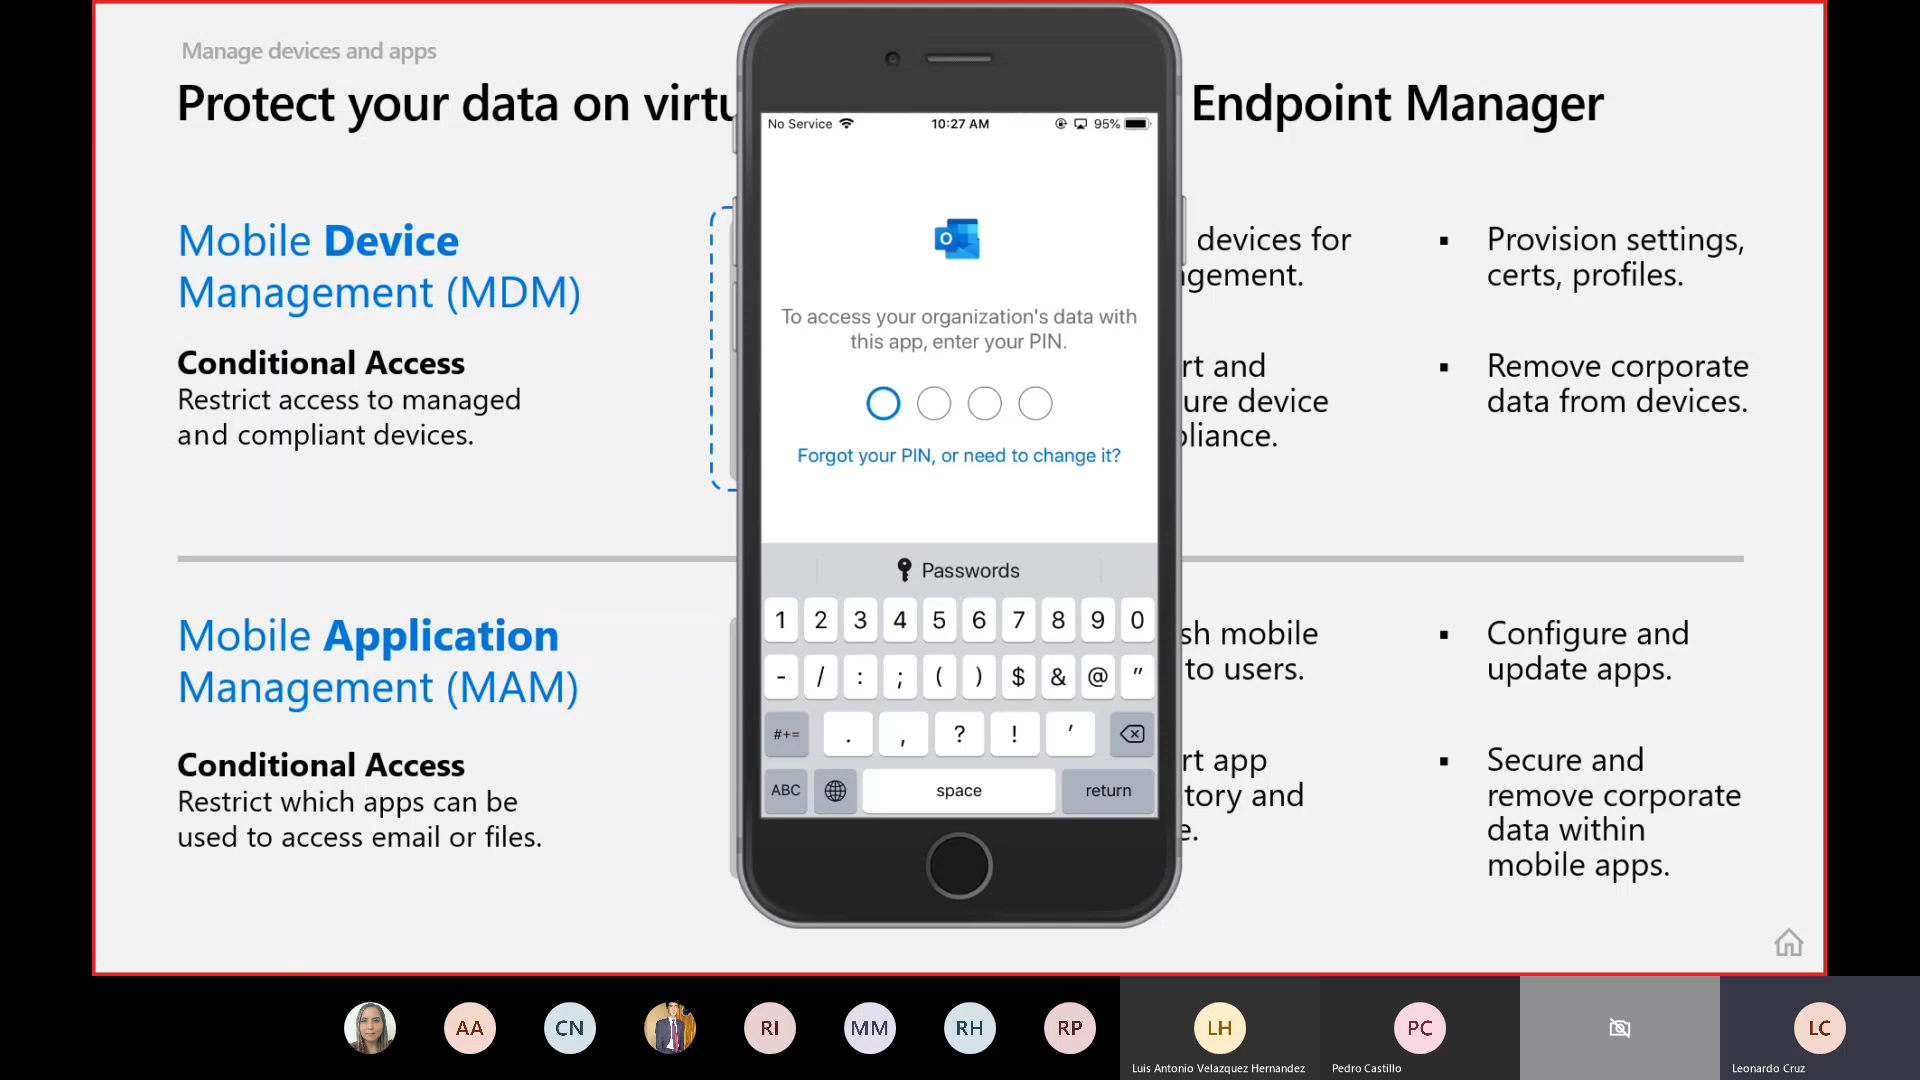 Manage devices and apps
Protect your data on virtu
Endpoint Manager
Mobile Device
Management (MDM)
Conditional Access
Restrict access to managed
and compliant devices.
devices for
gement.
rt and
ure device
liance.
Provision settings,
certs, profiles.
Remove corporate
data from devices.
No Service
10:27 AM
95%
To access your organization's data with
this app, enter your PIN.
Forgot your PIN, or need to change it?
Passwords
1 2 3 4 5 6 7 8 9 0
- / : ; ( ) $ & @ "
#+= . , ? ! '
ABC space return
Mobile Application
Management (MAM)
Conditional Access
Restrict which apps can be
used to access email or files.
sh mobile
to users.
rt app
tory and
e.
Configure and
update apps.
Secure and
remove corporate
data within
mobile apps.
AA CN RI MM RH RP LH PC LC
Luis Antonio Velazquez Hernandez
Pedro Castillo
Leonardo Cruz